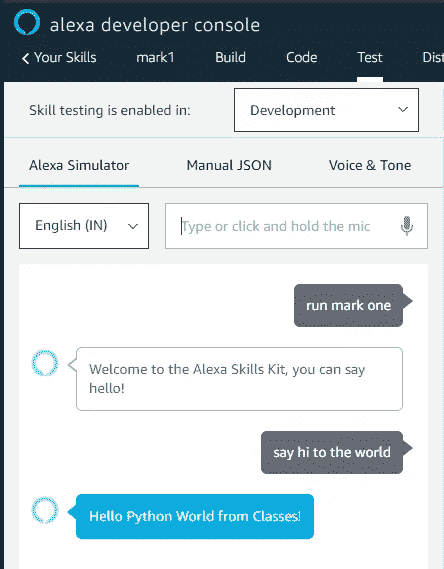 alexa developer console
Your Skills mark1 Build Code Test Dist
Skill testing is enabled in: Development
Alexa Simulator Manual JSON Voice & Tone
English (IN) Type or click and hold the mic
run mark one
Welcome to the Alexa Skills Kit, you can say
hello!
say hi to the world
Hello Python World from Classes!